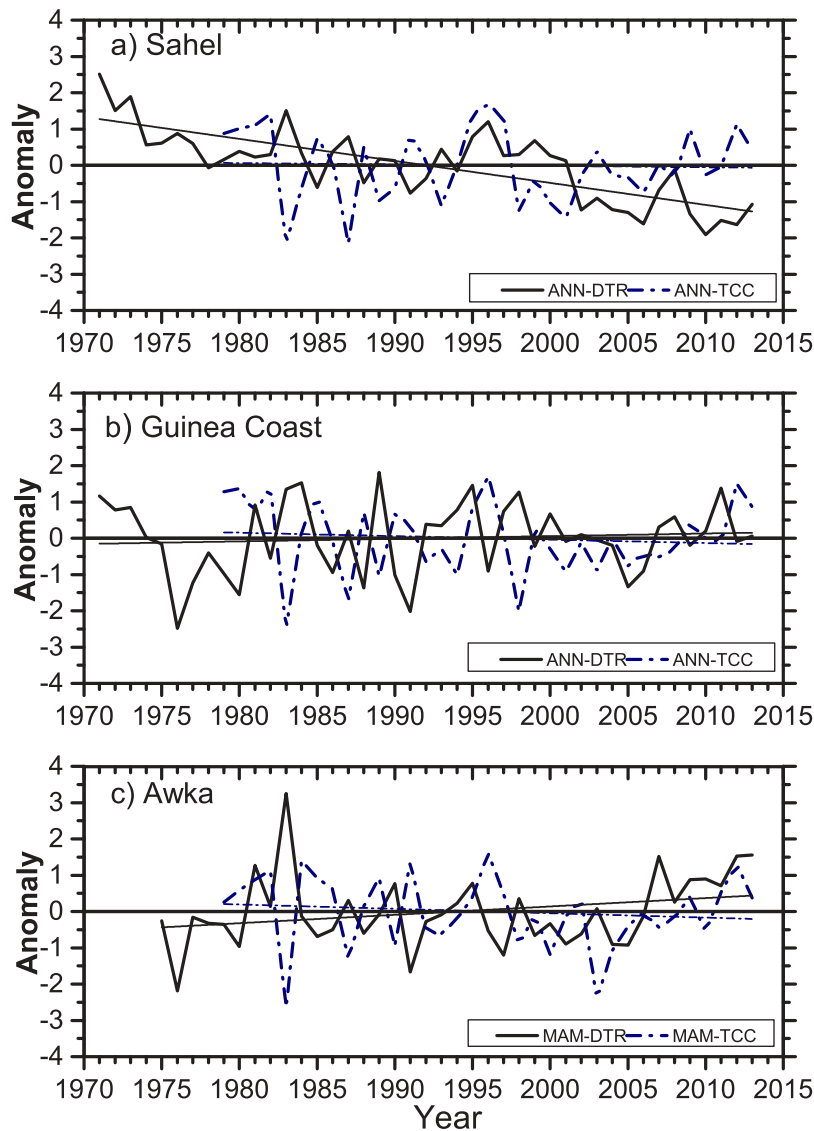 4
3
2
1
0
-1
-2
-3
-4
Anomaly
a) Sahel
ANN-DTR ANN-TCC
1970 1975 1980 1985 1990 1995 2000 2005 2010 2015
4
3
2
1
0
-1
-2
-3
-4
Anomaly
b) Guinea Coast
ANN-DTR ANN-TCC
1970 1975 1980 1985 1990 1995 2000 2005 2010 2015
4
3
2
1
0
-1
-2
-3
-4
Anomaly
c) Awka
MAM-DTR MAM-TCC
1970 1975 1980 1985 1990 1995 2000 2005 2010 2015
Year